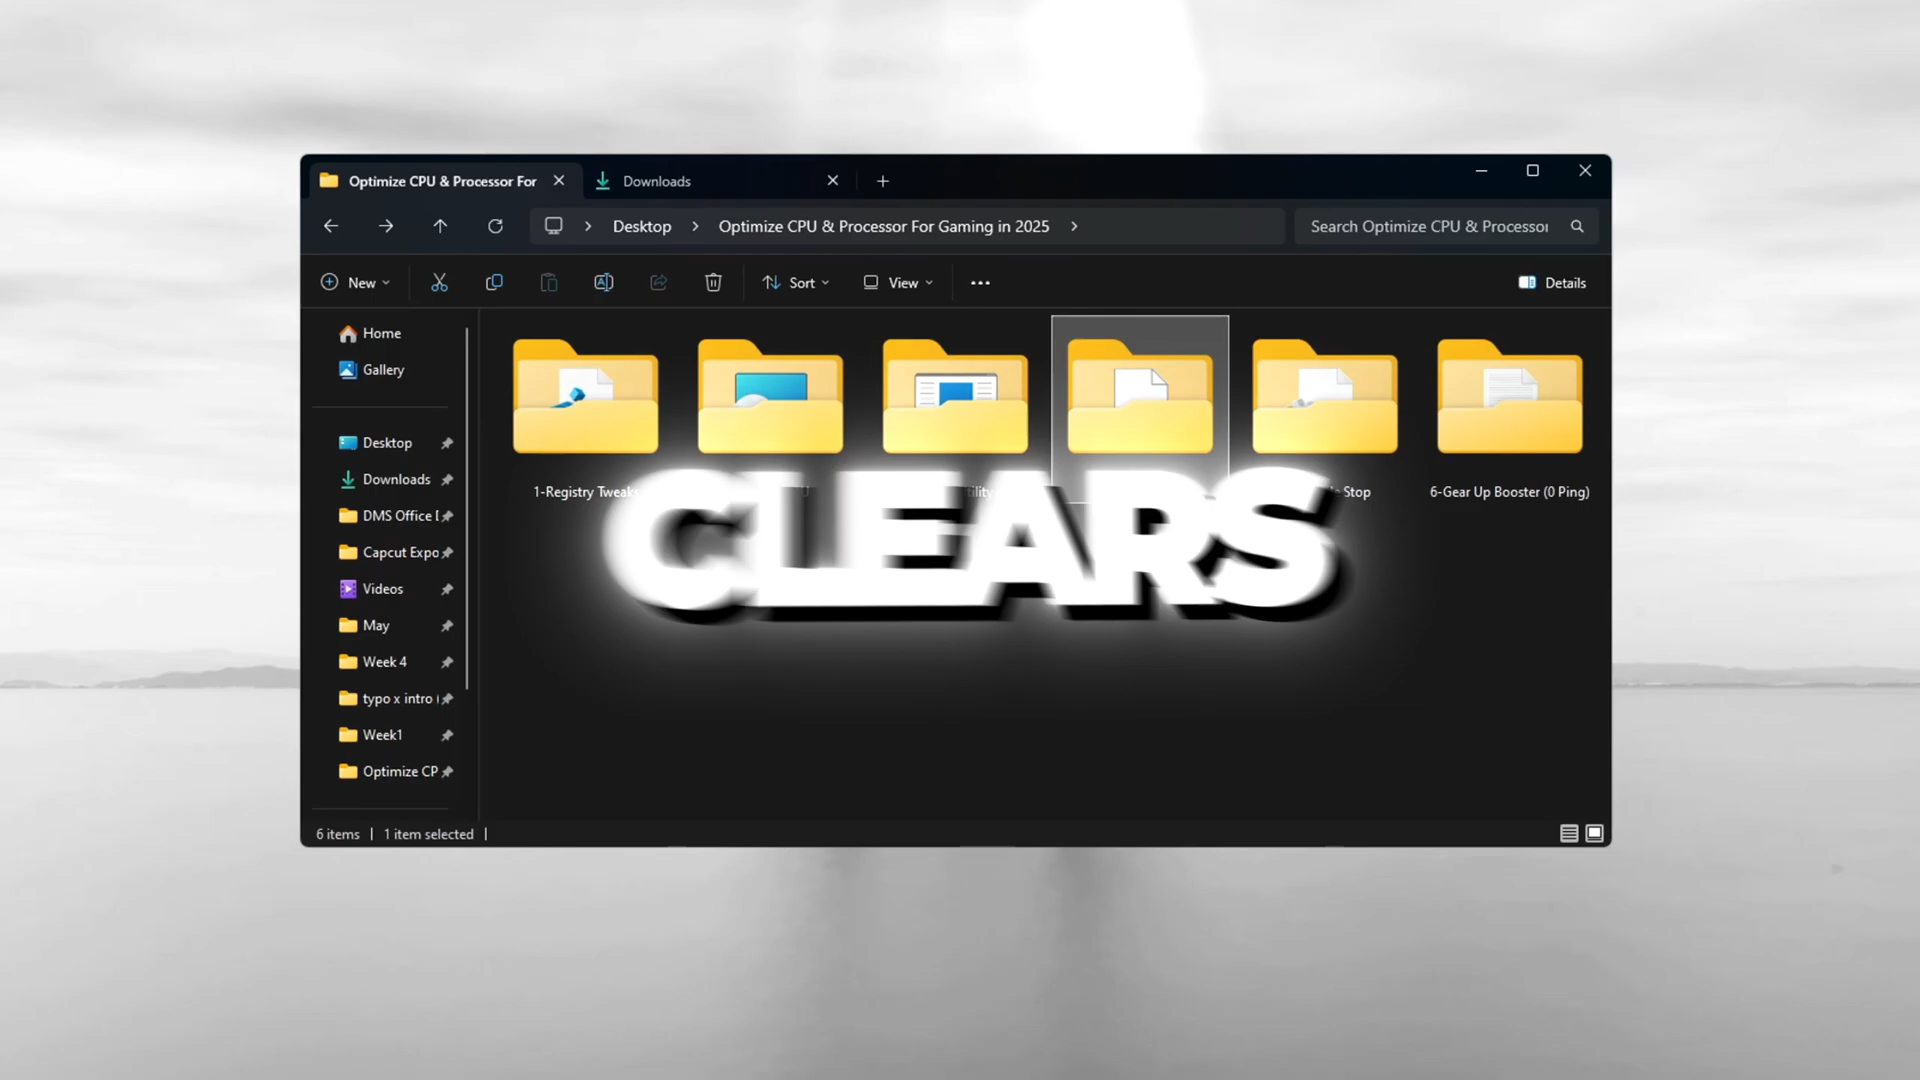 Optimize CPU & Processor For
Downloads
Desktop
Optimize CPU & Processor For Gaming in 2025
Search Optimize CPU & Processor
New
Sort
View
Details
Home
Gallery
Desktop
Downloads
DMS Office
Capcut Expo
Videos
May
Week 4
typo x intro
Week1
Optimize CP
1-Registry Tweaks
Stop
6-Gear Up Booster (0 Ping)
CLEARS
6 items
1 item selected